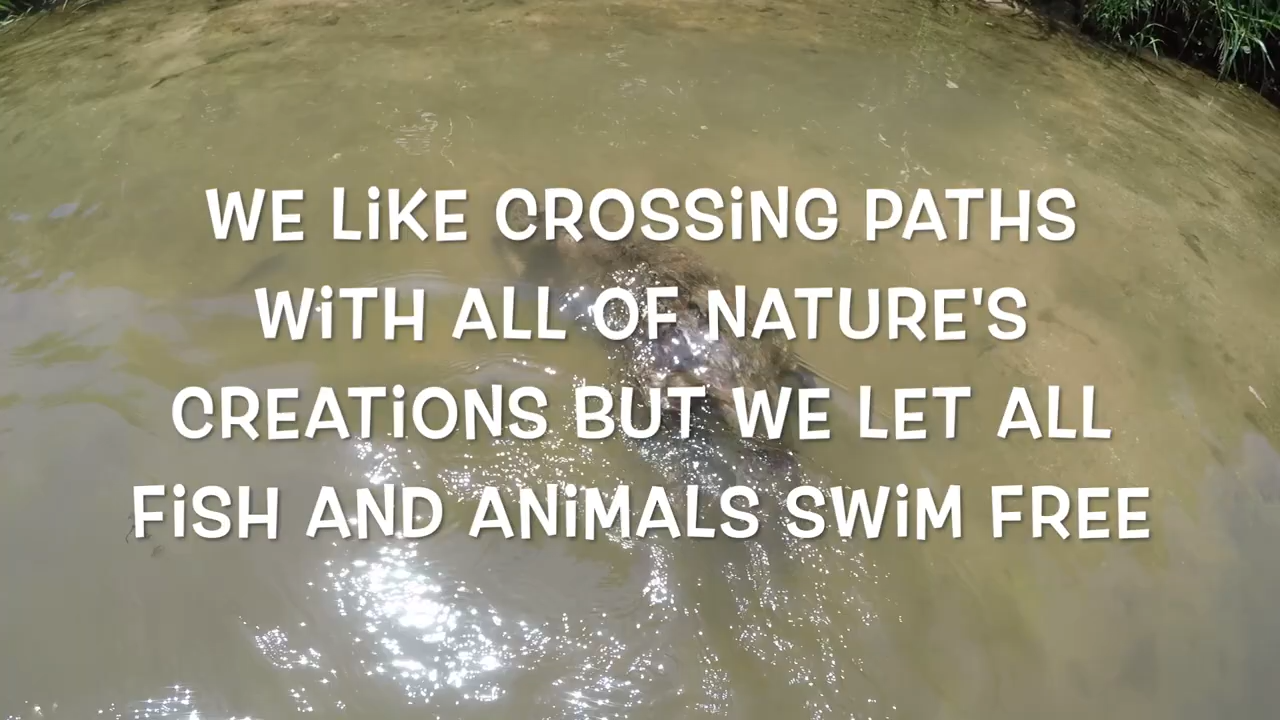 WE LiKE CROSSiNG PATHS
WiTH ALL OF NATURE'S
CREATiONS BUT WE LET ALL
FiSH AND ANiMALS SWiM FREE